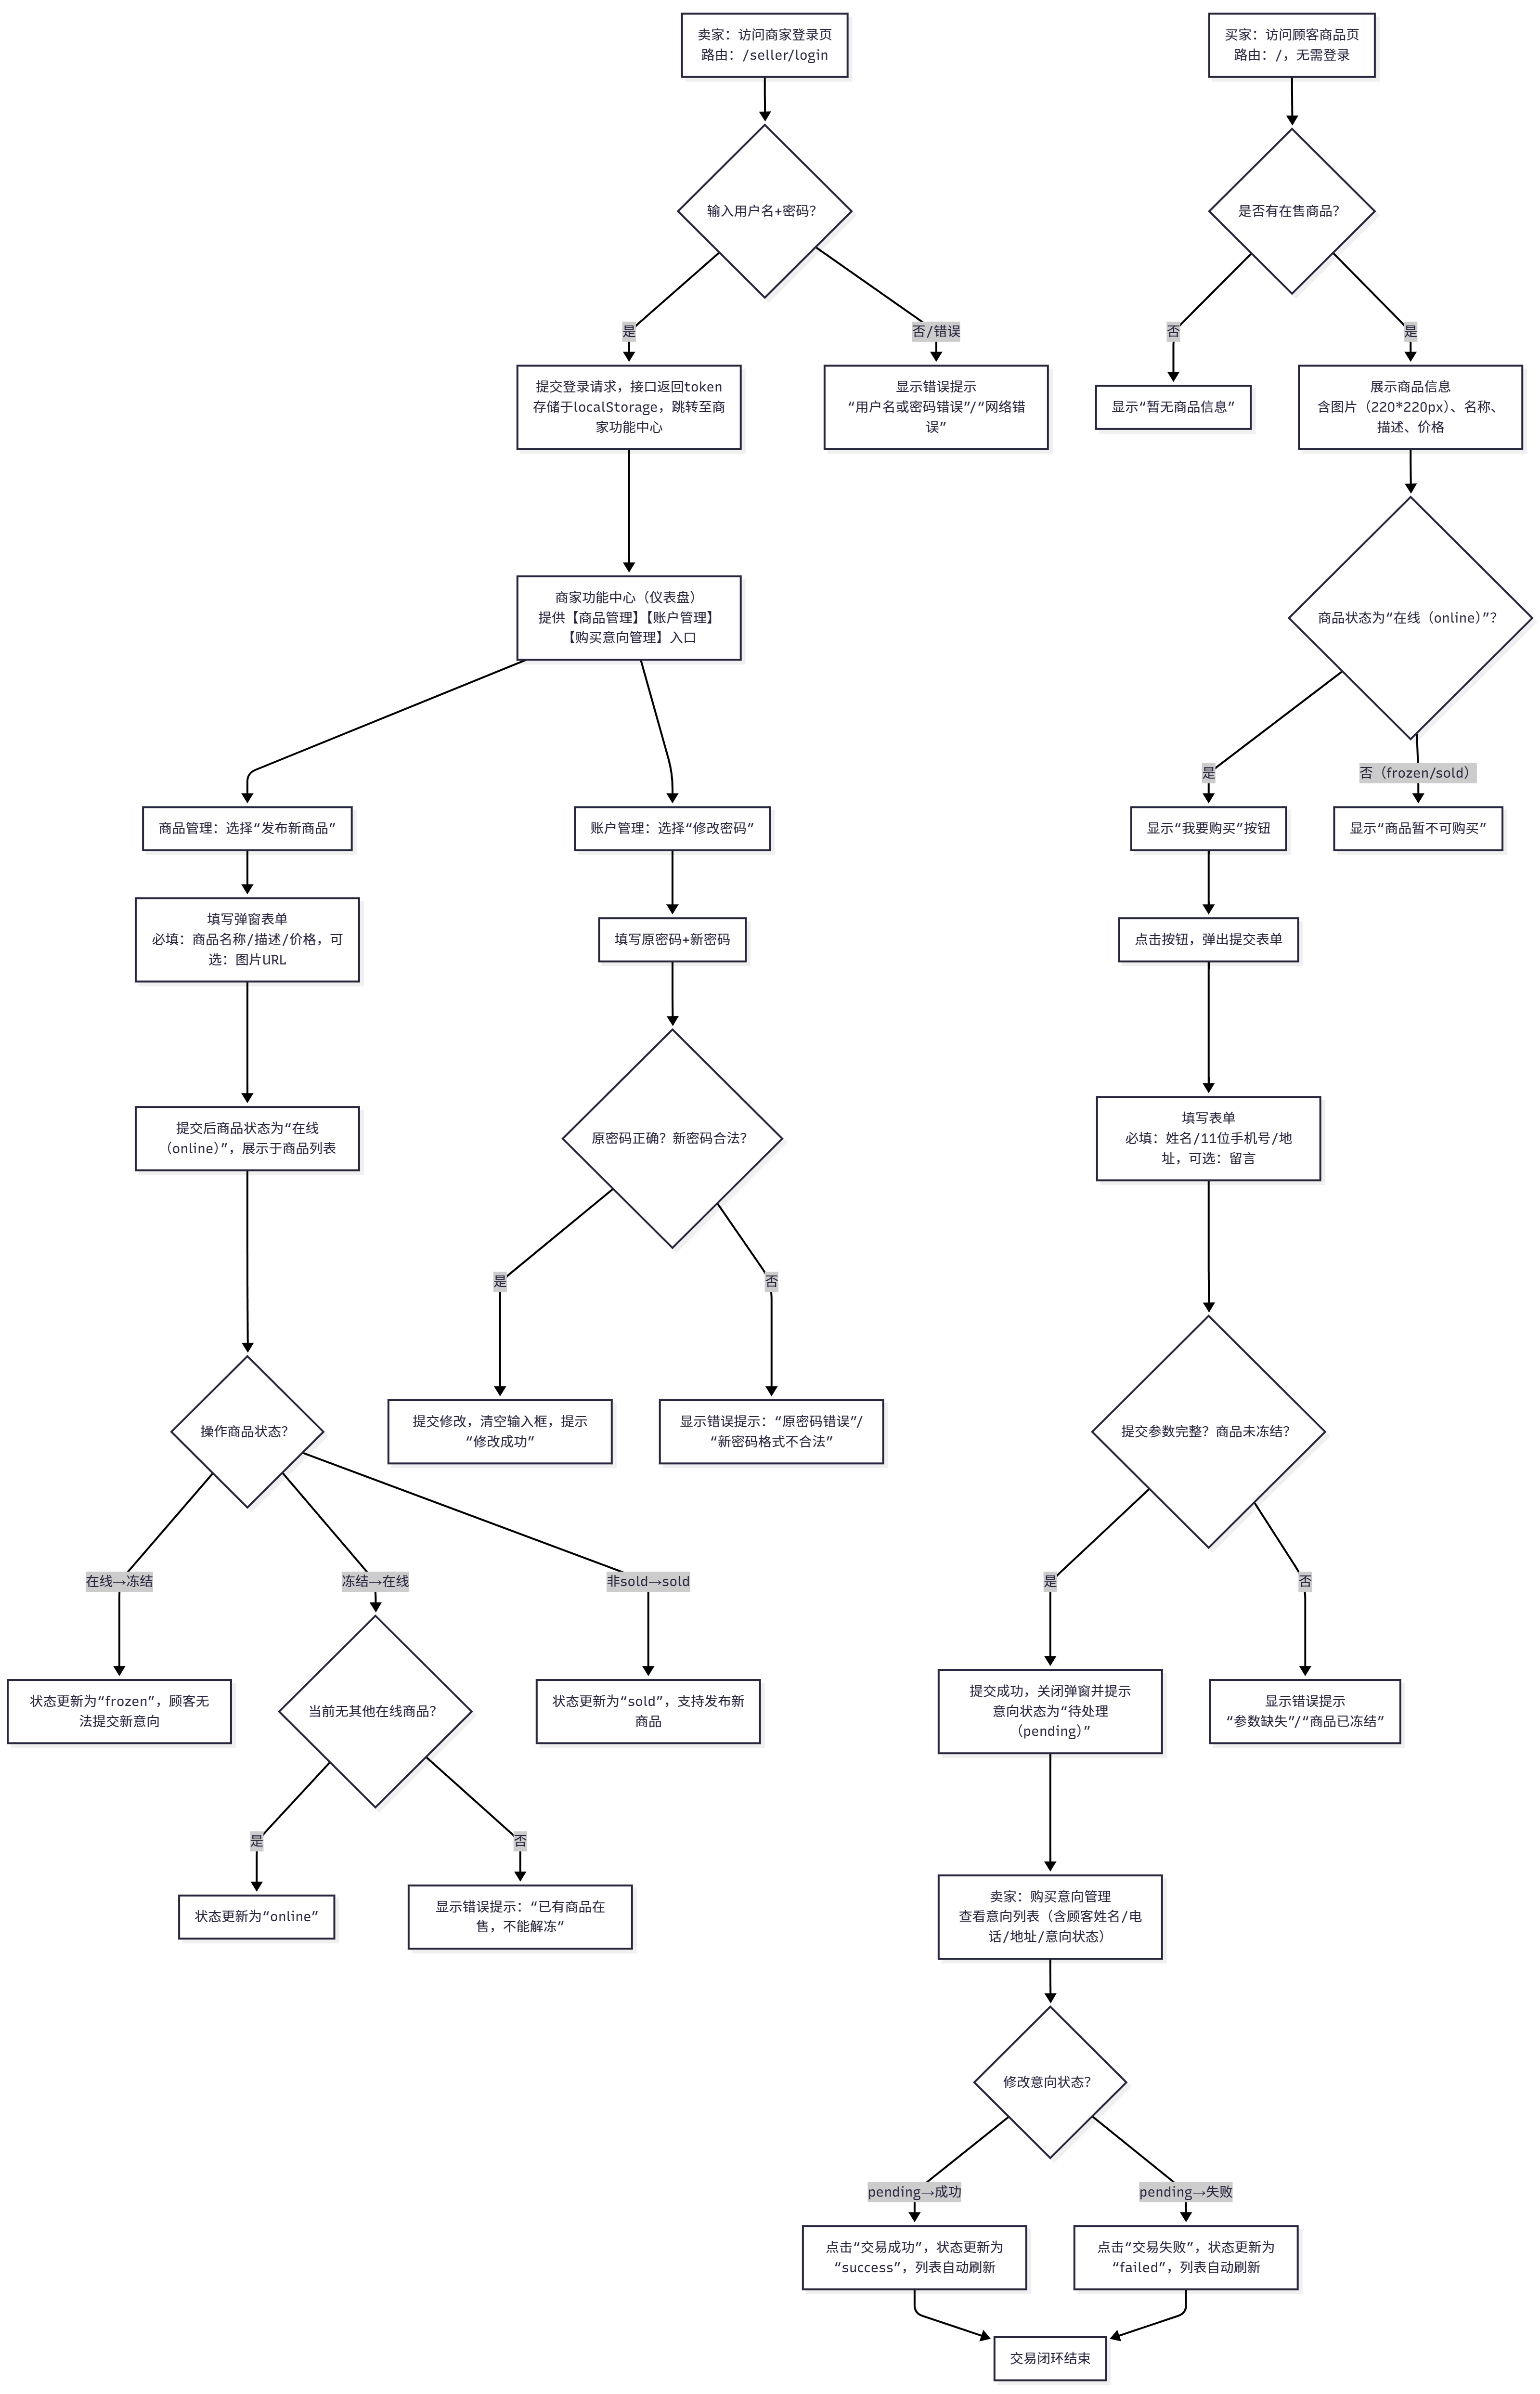 卖家：访问商家登录页
路由：/seller/login
买家：访问顾客商品页
路由：/，无需登录
输入用户名+密码？
是否有在售商品？
是
否/错误
否
是
提交登录请求，接口返回token
存储于localStorage，跳转至商
家功能中心
显示错误提示
“用户名或密码错误”/“网络错
误”
显示“暂无商品信息”
展示商品信息
含图片（220*220px）、名称、
描述、价格
商家功能中心（仪表盘）
提供【商品管理】【账户管理】
【购买意向管理】入口
商品状态为“在线（online）”？
是
否（frozen/sold）
商品管理：选择“发布新商品”
账户管理：选择“修改密码”
显示“我要购买”按钮
显示“商品暂不可购买”
填写弹窗表单
必填：商品名称/描述/价格，可
选：图片URL
填写原密码+新密码
点击按钮，弹出提交表单
提交后商品状态为“在线
（online）”，展示于商品列表
原密码正确？新密码合法？
填写表单
必填：姓名/11位手机号/地
址，可选：留言
是
否
操作商品状态？
提交修改，清空输入框，提示
“修改成功”
显示错误提示：“原密码错误”/
“新密码格式不合法”
提交参数完整？商品未冻结？
在线→冻结
冻结→在线
非sold→sold
是
否
状态更新为“frozen”，顾客无
法提交新意向
当前无其他在线商品？
状态更新为“sold”，支持发布新
商品
提交成功，关闭弹窗并提示
意向状态为“待处理
（pending）”
显示错误提示
“参数缺失”/“商品已冻结”
是
否
状态更新为“online”
显示错误提示：“已有商品在
售，不能解冻”
卖家：购买意向管理
查看意向列表（含顾客姓名/电
话/地址/意向状态）
修改意向状态？
pending→成功
pending→失败
点击“交易成功”，状态更新为
“success”，列表自动刷新
点击“交易失败”，状态更新为
“failed”，列表自动刷新
交易闭环结束